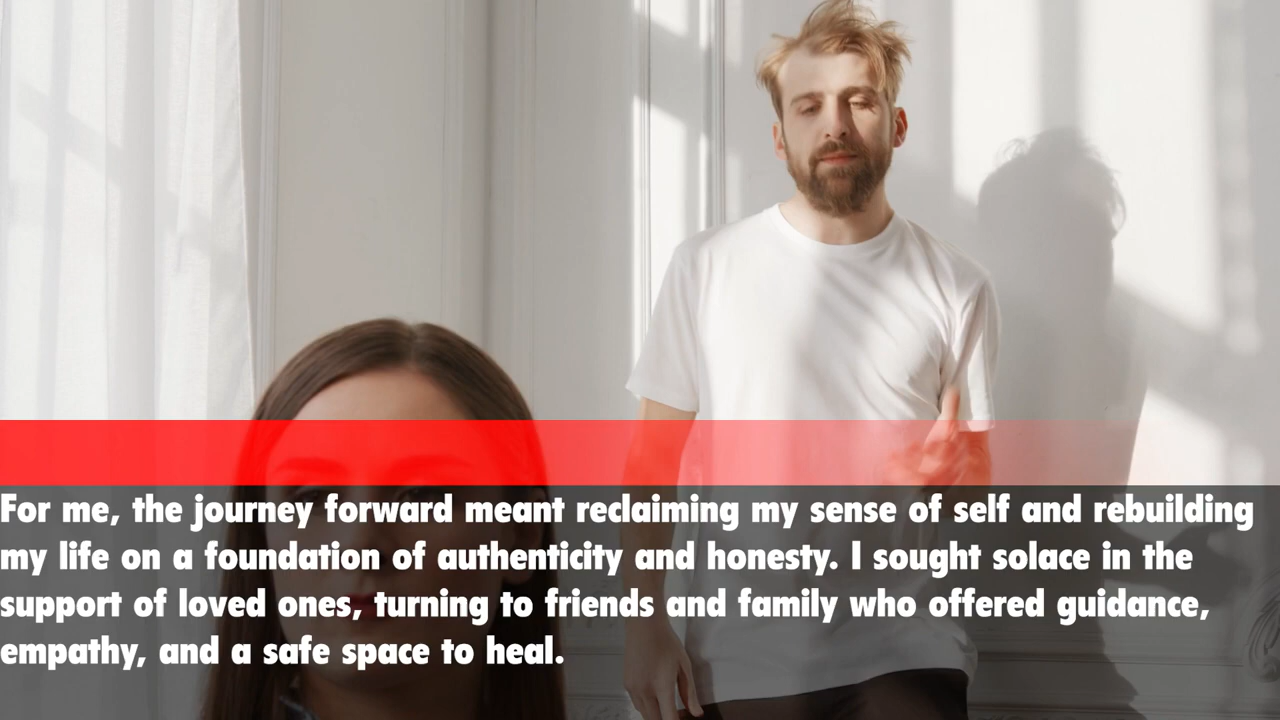 For me, the journey forward meant reclaiming my sense of self and rebuilding
my life on a foundation of authenticity and honesty. I sought solace in the
support of loved ones, turning to friends and family who offered guidance,
empathy, and a safe space to heal.